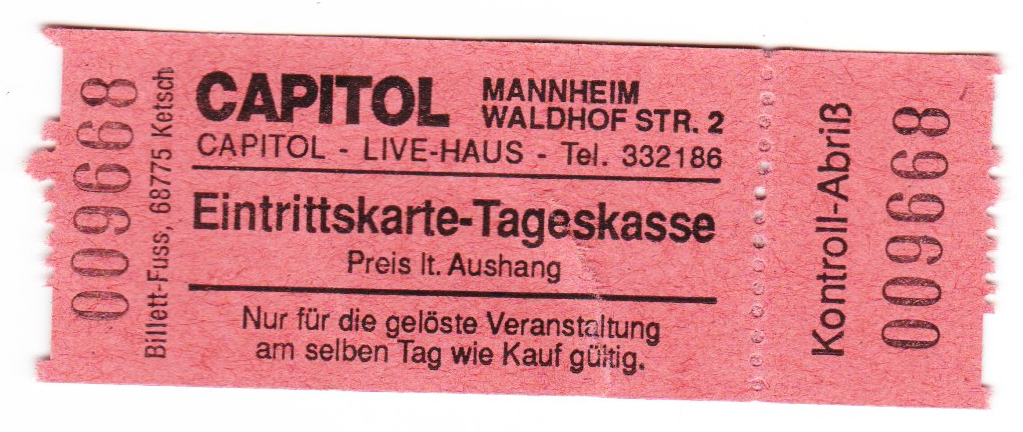 009668
Billett-Fuss, 68775 Ketsch
CAPITOL
MANNHEIM
WALDHOF STR. 2
CAPITOL - LIVE-HAUS - Tel. 332186
Eintrittskarte-Tageskasse
Preis lt. Aushang
Nur für die gelöste Veranstaltung
am selben Tag wie Kauf gültig.
Kontroll-Abriß
009668